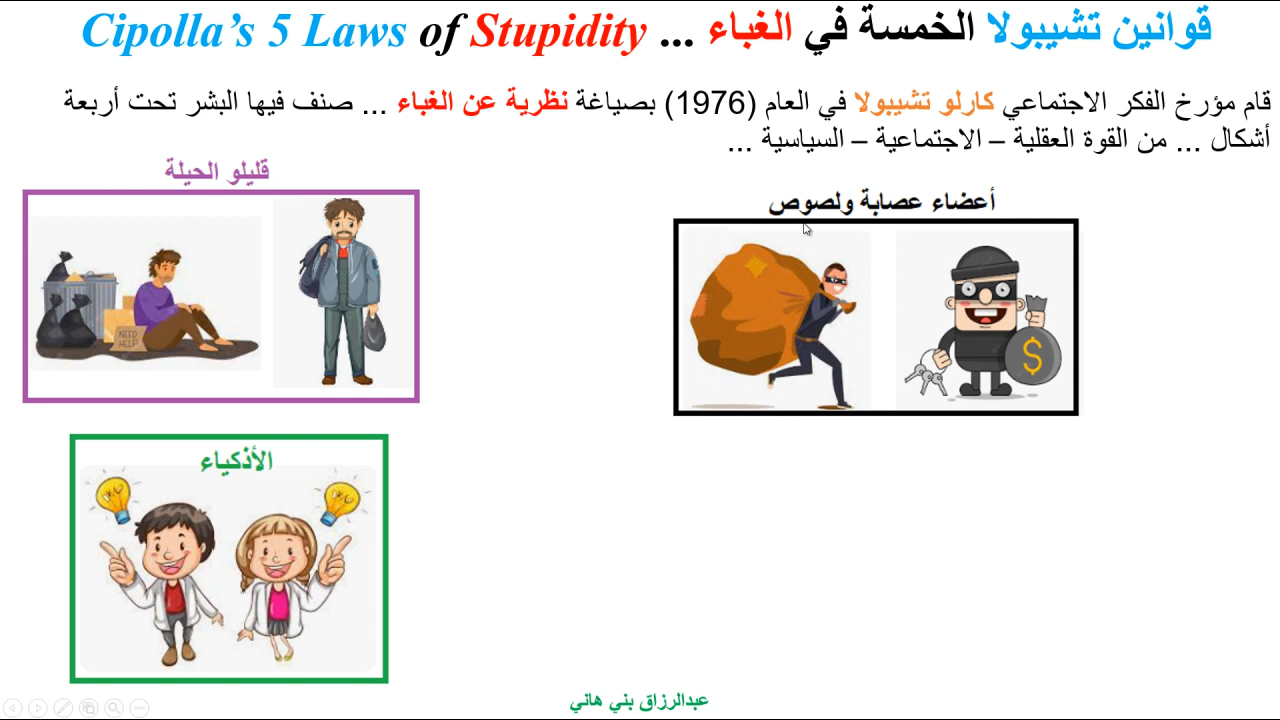 قوانين تشيبولا الخمسة في الغباء ... Cipolla's 5 Laws of Stupidity
قام مؤرخ الفكر الاجتماعي كارلو تشيبولا في العام (1976) بصياغة نظرية عن الغباء ... صنف فيها البشر تحت أربعة
أشكال ... من القوة العقلية – الاجتماعية – السياسية ...
أعضاء عصابة ولصوص
قليلو الحيلة
NEED
HELP
$
الأذكياء
عبدالرزاق بني هاني